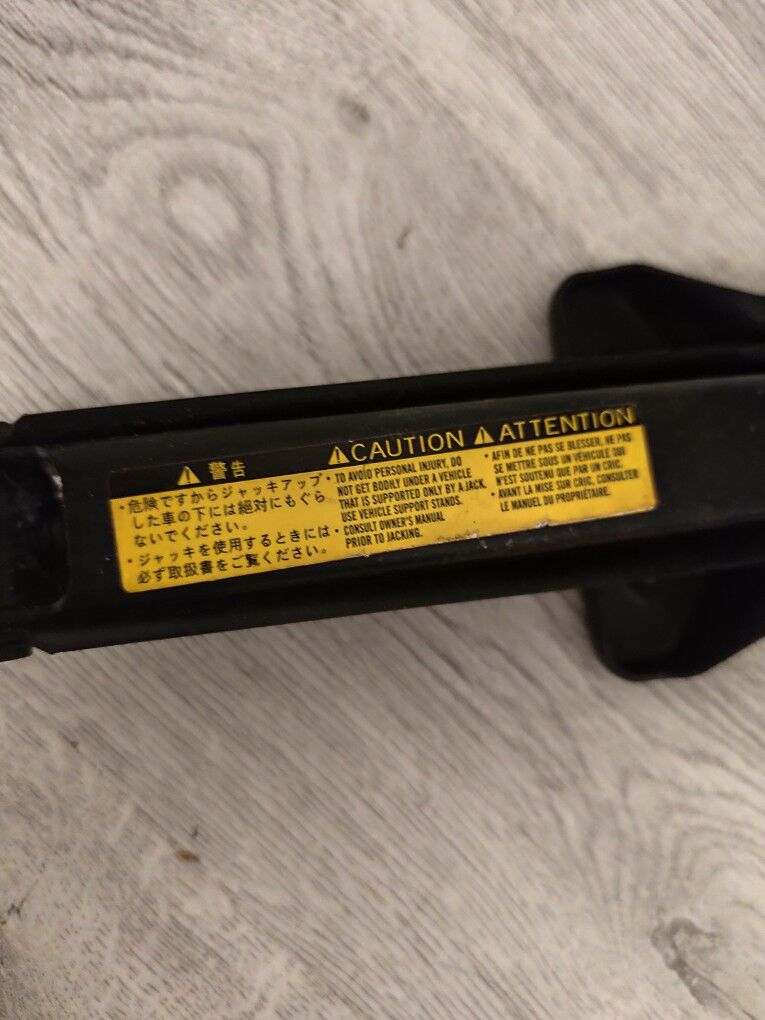 ⚠ 警告
・危険ですからジャッキアップ
した車の下には絶対にもぐら
ないでください。
・ジャッキを使用するときには
必ず取扱書をご覧ください。
⚠ CAUTION
・TO AVOID PERSONAL INJURY, DO
NOT GET BODILY UNDER A VEHICLE
THAT IS SUPPORTED ONLY BY A JACK.
USE VEHICLE SUPPORT STANDS.
・CONSULT OWNER'S MANUAL
PRIOR TO JACKING.
⚠ ATTENTION
・AFIN DE NE PAS SE BLESSER, NE PAS
SE METTRE SOUS UN VÉHICULE QUI
N'EST SOUTENU QUE PAR UN CRIC.
・AVANT LA MISE SUR CRIC, CONSULTER
LE MANUEL DU PROPRIÉTAIRE.